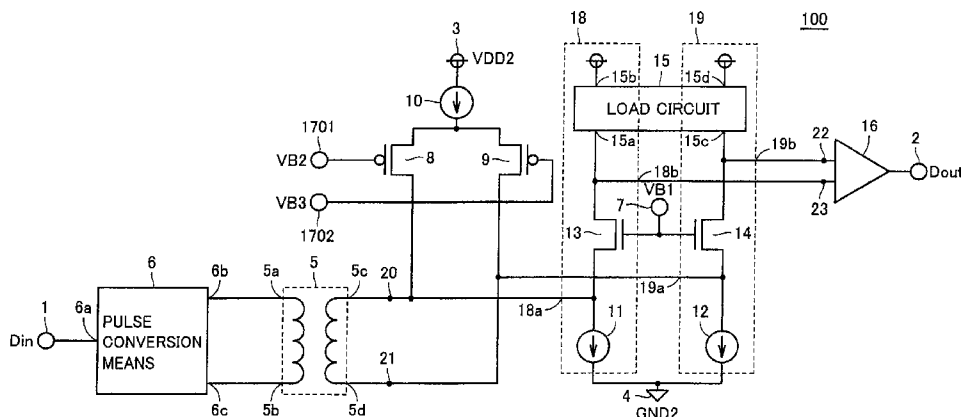 100
18
19
3
VDD2
15
15b
15d
10
LOAD CIRCUIT
1701
15a
15c
19b
22
16
2
VB2
8
9
Dout
18b
VB1
23
VB3
7
1702
13
14
6
6b
5a
5
5c
20
18a
19a
1
6a
11
12
Din
PULSE
CONVERSION
MEANS
21
4
6c
5b
5d
GND2